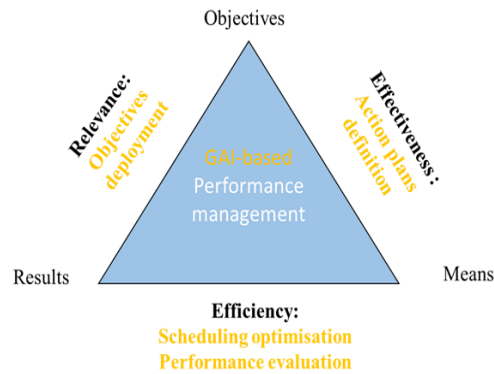 Objectives
Relevance:
Objectives
deployment
Effectiveness :
Action plans
definition
GAI-based
Performance
management
Results
Means
Efficiency:
Scheduling optimisation
Performance evaluation